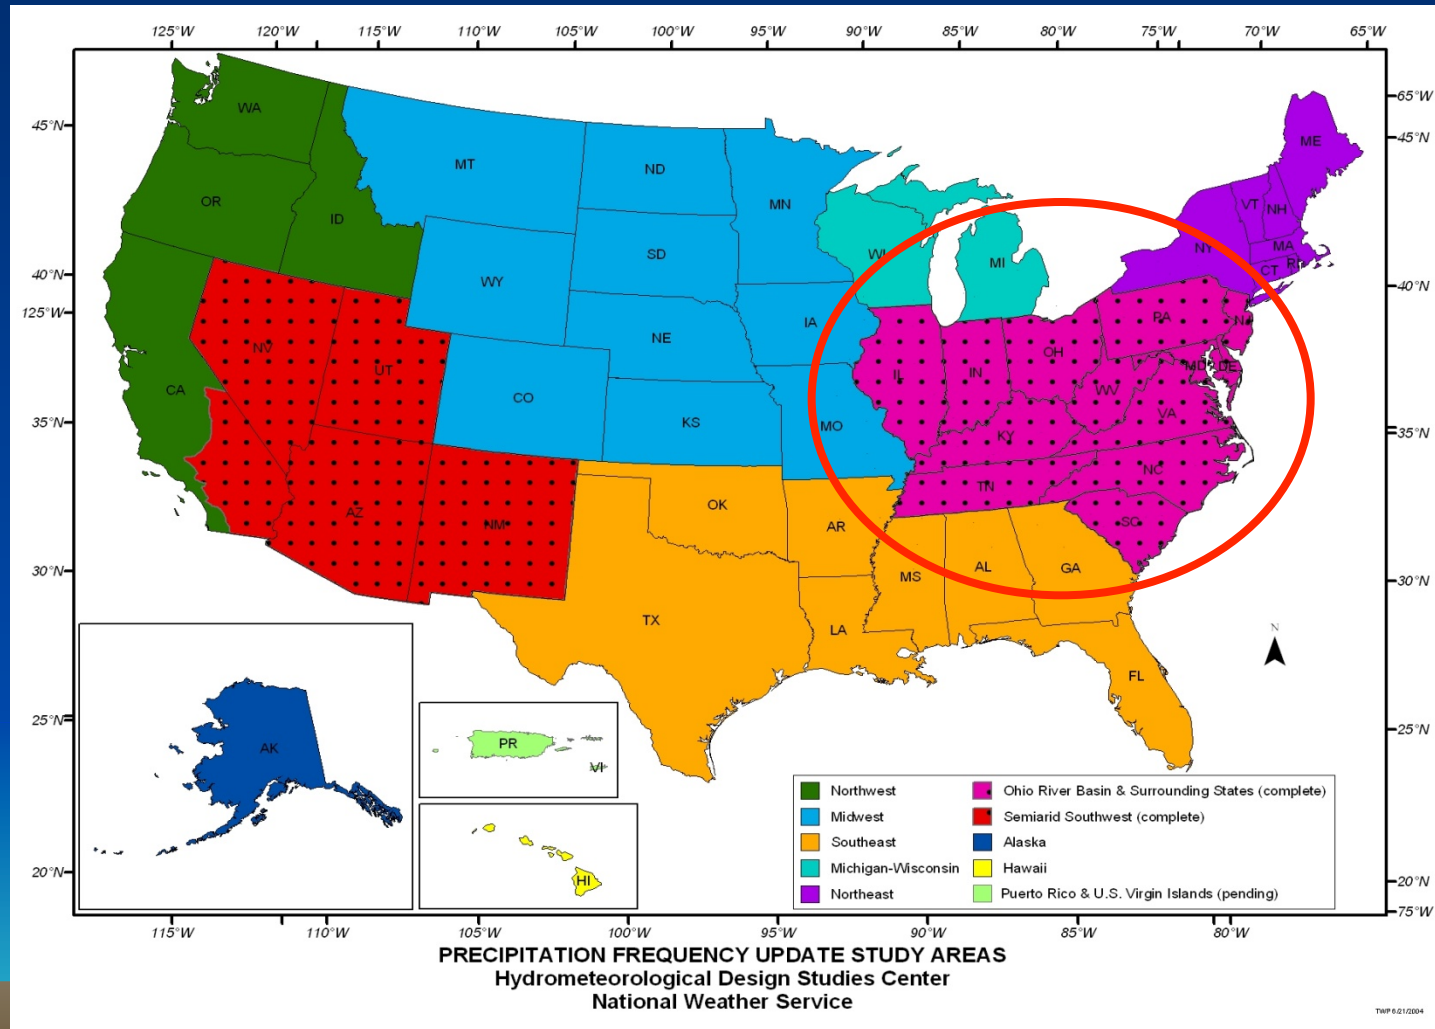 125°W 120°W 115°W 110°W 105°W 100°W 95°W 90°W 85°W 80°W 75°W 70°W 65°W
65°W
45°N 45°N
40°N 40°N
125°W
35°N 35°N
30°N 30°N
25°N 25°N
20°N 20°N
75°W
WA
OR
ID
MT
ND
MN
WI
MI
ME
VT
NH
NY
MA
CT
RI
WY
SD
IA
NE
NV
UT
CA
CO
KS
MO
IL
IN
OH
PA
NJ
MD
DE
WV
VA
KY
NC
TN
SC
AZ
NM
OK
AR
TX
LA
MS
AL
GA
FL
N
AK
PR
VI
HI
Northwest
Midwest
Southeast
Michigan-Wisconsin
Northeast
Ohio River Basin & Surrounding States (complete)
Semiarid Southwest (complete)
Alaska
Hawaii
Puerto Rico & U.S. Virgin Islands (pending)
115°W 110°W 105°W 100°W 95°W 90°W 85°W 80°W
PRECIPITATION FREQUENCY UPDATE STUDY AREAS
Hydrometeorological Design Studies Center
National Weather Service
TWP 6/21/2004